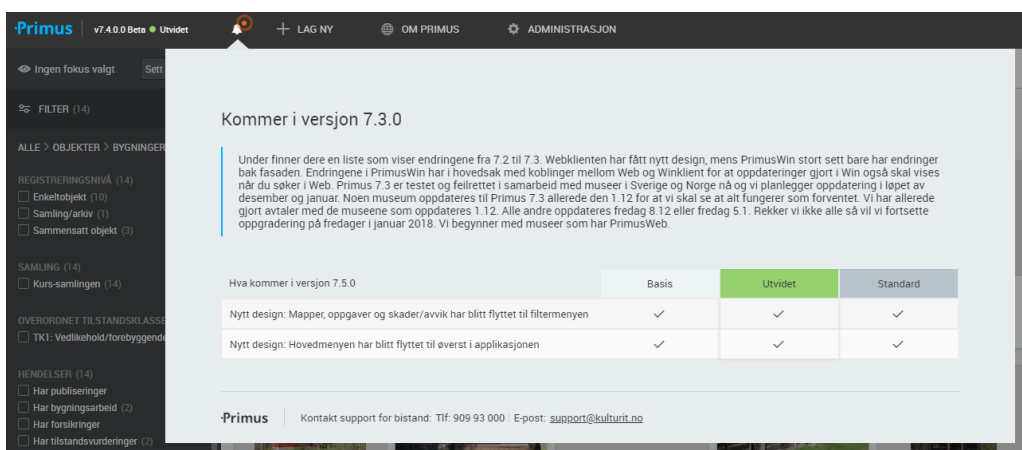 Primus
v7.4.0.0 Beta Utvidet
LAG NY
OM PRIMUS
ADMINISTRASJON
Ingen fokus valgt
Sett
FILTER (14)
ALLE > OBJEKTER > BYGNINGER
REGISTRERINGSNIVÅ (14)
Enkeltobjekt (10)
Samling/arkiv (1)
Sammensatt objekt (3)
SAMLING (14)
Kurs-samlingen (14)
OVERORDNET TILSTANDSKLASSE
TK1: Vedlikehold/forebyggende
HENDELSER (14)
Har publiseringer
Har bygningsarbeid (2)
Har forsikringer
Har tilstandsvurderinger (2)
Kommer i versjon 7.3.0
Under finner dere en liste som viser endringene fra 7.2 til 7.3. Webklienten har fått nytt design, mens PrimusWin stort sett bare har endringer
bak fasaden. Endringene i PrimusWin har i hovedsak med koblinger mellom Web og Winklient for at oppdateringer gjort i Win også skal vises
når du søker i Web. Primus 7.3 er testet og feilrettet i samarbeid med museer i Sverige og Norge nå og vi planlegger oppdatering i løpet av
desember og januar. Noen museum oppdateres til Primus 7.3 allerede den 1.12 for at vi skal se at alt fungerer som forventet. Vi har allerede
gjort avtaler med de museene som oppdateres 1.12. Alle andre oppdateres fredag 8.12 eller fredag 5.1. Rekker vi ikke alle så vil vi fortsette
oppgradering på fredager i januar 2018. Vi begynner med museer som har PrimusWeb.
Hva kommer i versjon 7.5.0
Basis
Utvidet
Standard
Nytt design: Mapper, oppgaver og skader/avvik har blitt flyttet til filtermenyen
Nytt design: Hovedmenyen har blitt flyttet til øverst i applikasjonen
Primus
Kontakt support for bistand: Tlf: 909 93 000 | E-post: support@kulturit.no